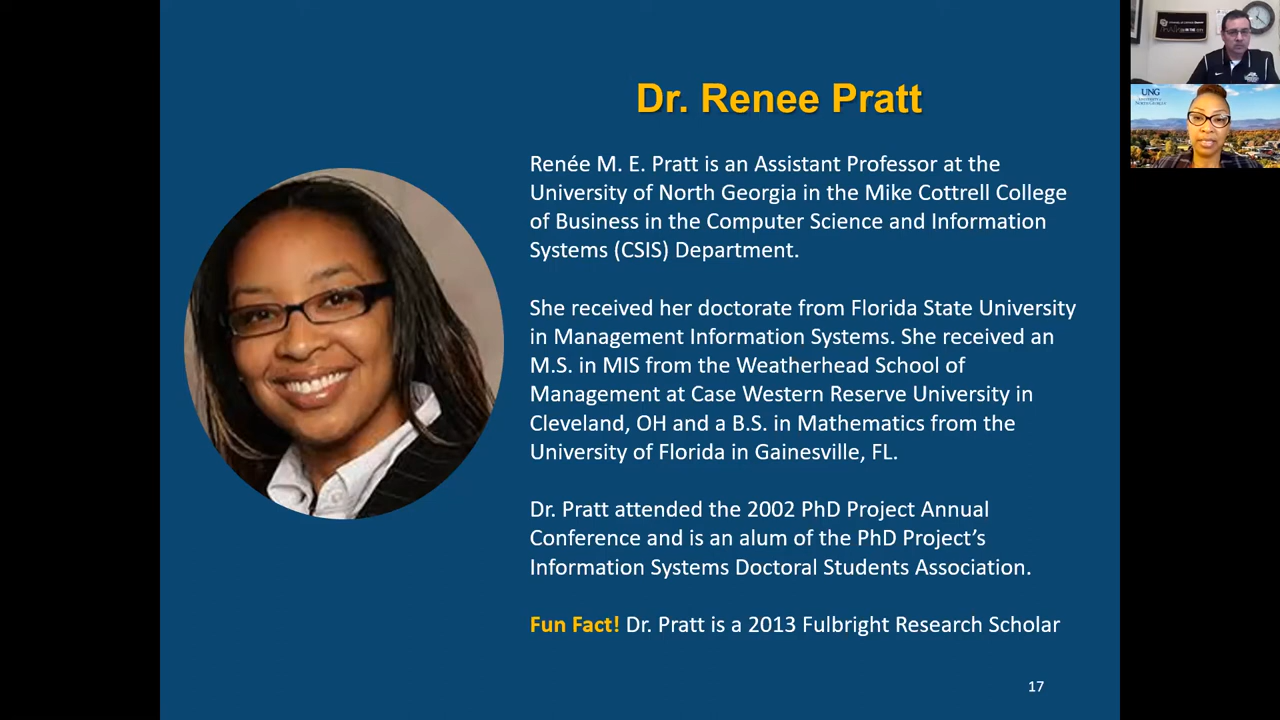 Dr. Renee Pratt
Renée M. E. Pratt is an Assistant Professor at the
University of North Georgia in the Mike Cottrell College
of Business in the Computer Science and Information
Systems (CSIS) Department.
She received her doctorate from Florida State University
in Management Information Systems. She received an
M.S. in MIS from the Weatherhead School of
Management at Case Western Reserve University in
Cleveland, OH and a B.S. in Mathematics from the
University of Florida in Gainesville, FL.
Dr. Pratt attended the 2002 PhD Project Annual
Conference and is an alum of the PhD Project’s
Information Systems Doctoral Students Association.
Fun Fact! Dr. Pratt is a 2013 Fulbright Research Scholar
17
UNG